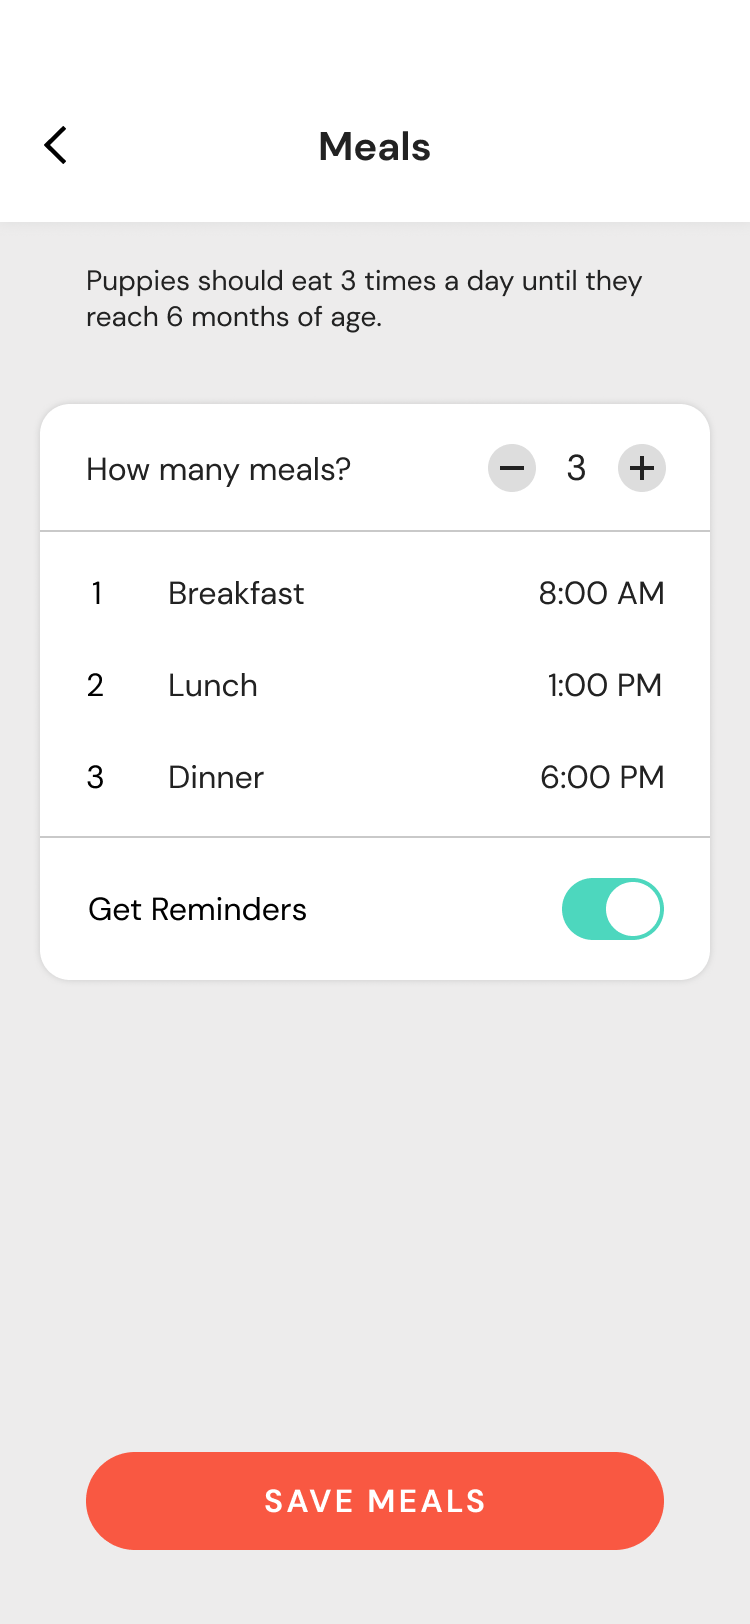 Meals
Puppies should eat 3 times a day until they
reach 6 months of age.
How many meals? 3
1 Breakfast 8:00 AM
2 Lunch 1:00 PM
3 Dinner 6:00 PM
Get Reminders
SAVE MEALS